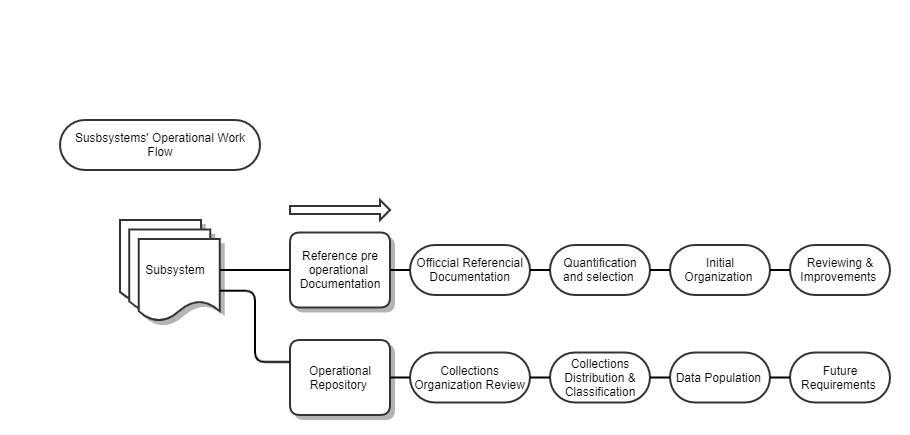 Susbsystems' Operational Work
Flow
Subsystem
Reference pre
operational
Documentation
Officcial Referencial
Documentation
Quantification
and selection
Initial
Organization
Reviewing &
Improvements
Operational
Repository
Collections
Organization Review
Collections
Distribution &
Classification
Data Population
Future
Requirements